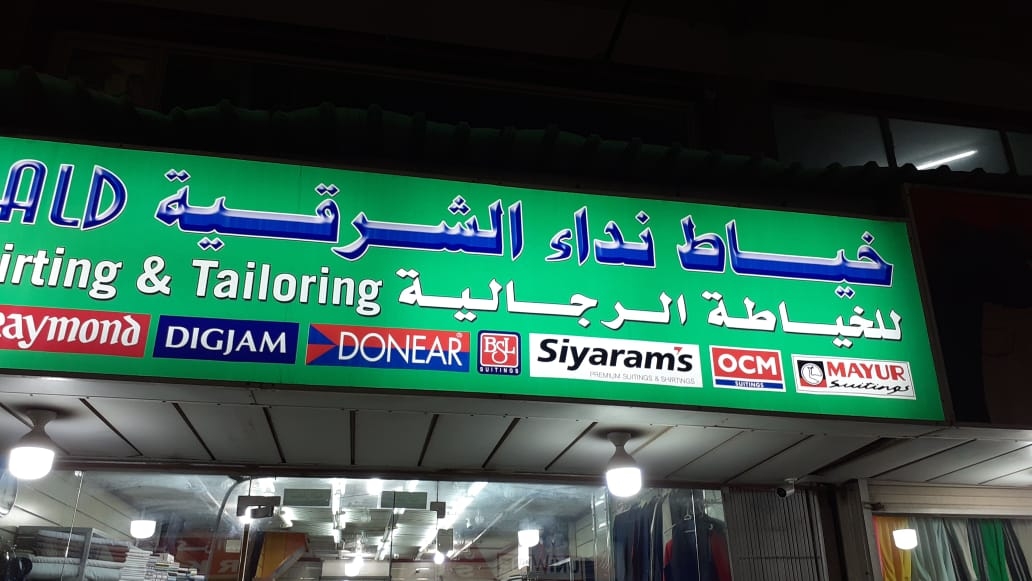 ALD خياط نداء الشرقية
irting & Tailoring للخياطة الرجالية
Raymond
DIGJAM
DONEAR
BSL SUITINGS
Siyaram's
PREMIUM SUITINGS & SHIRTINGS
OCM
SUITINGS
MAYUR
Suitings